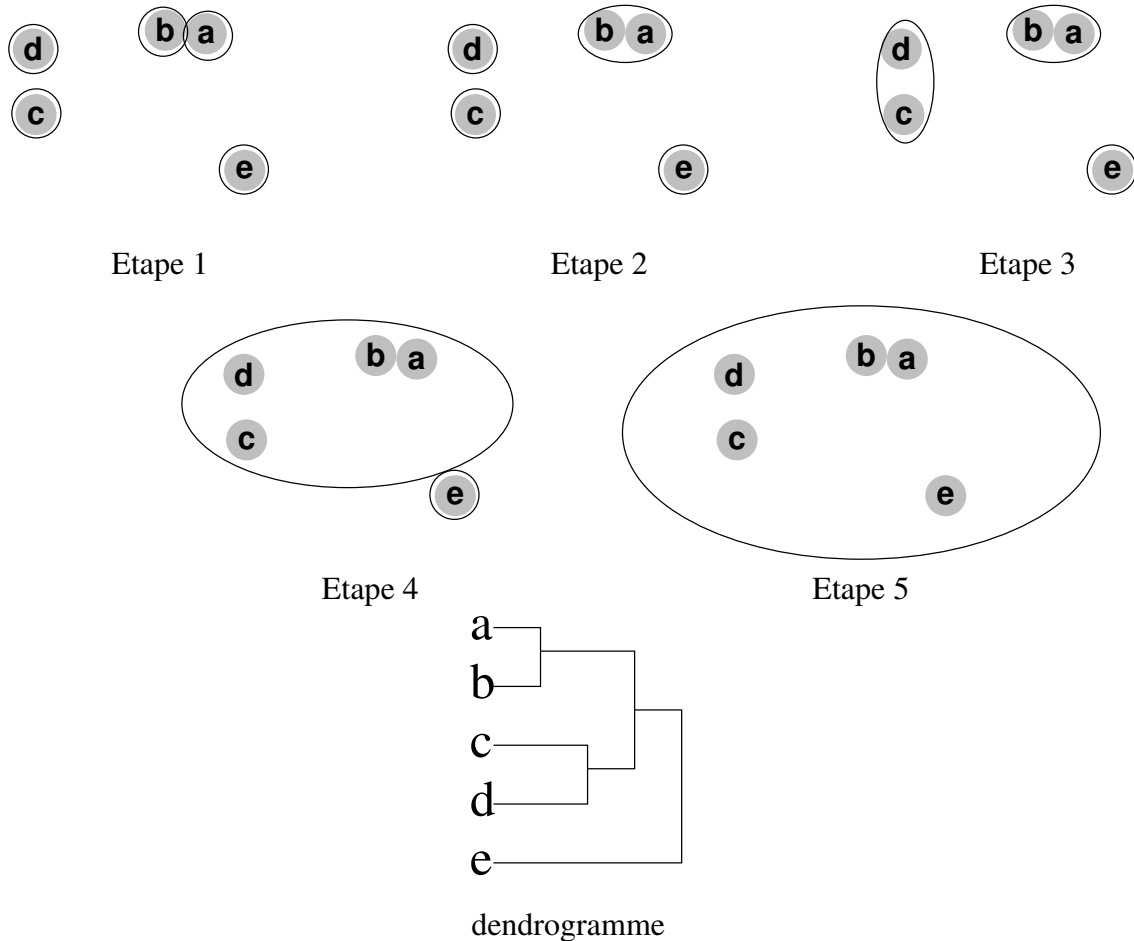 d b a
c
e
Etape 1
d b a
c
e
Etape 2
d b a
c
e
Etape 3
d b a
c
e
Etape 4
d b a
c
e
Etape 5
a
b
c
d
e
dendrogramme